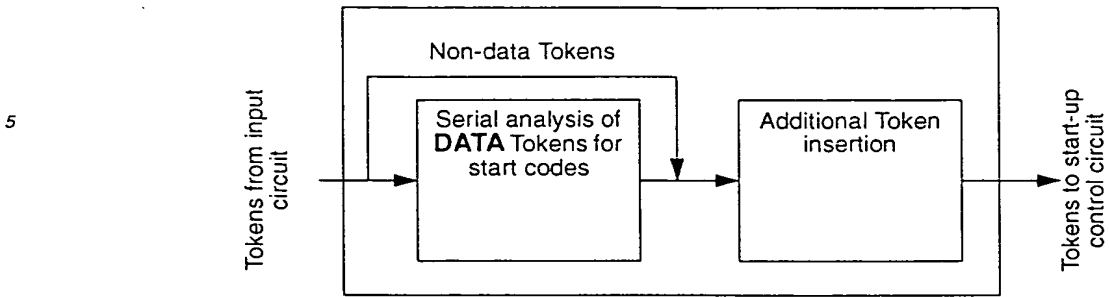 Non-data Tokens
5
Tokens from input
circuit
Serial analysis of
DATA Tokens for
start codes
Additional Token
insertion
Tokens to start-up
control circuit